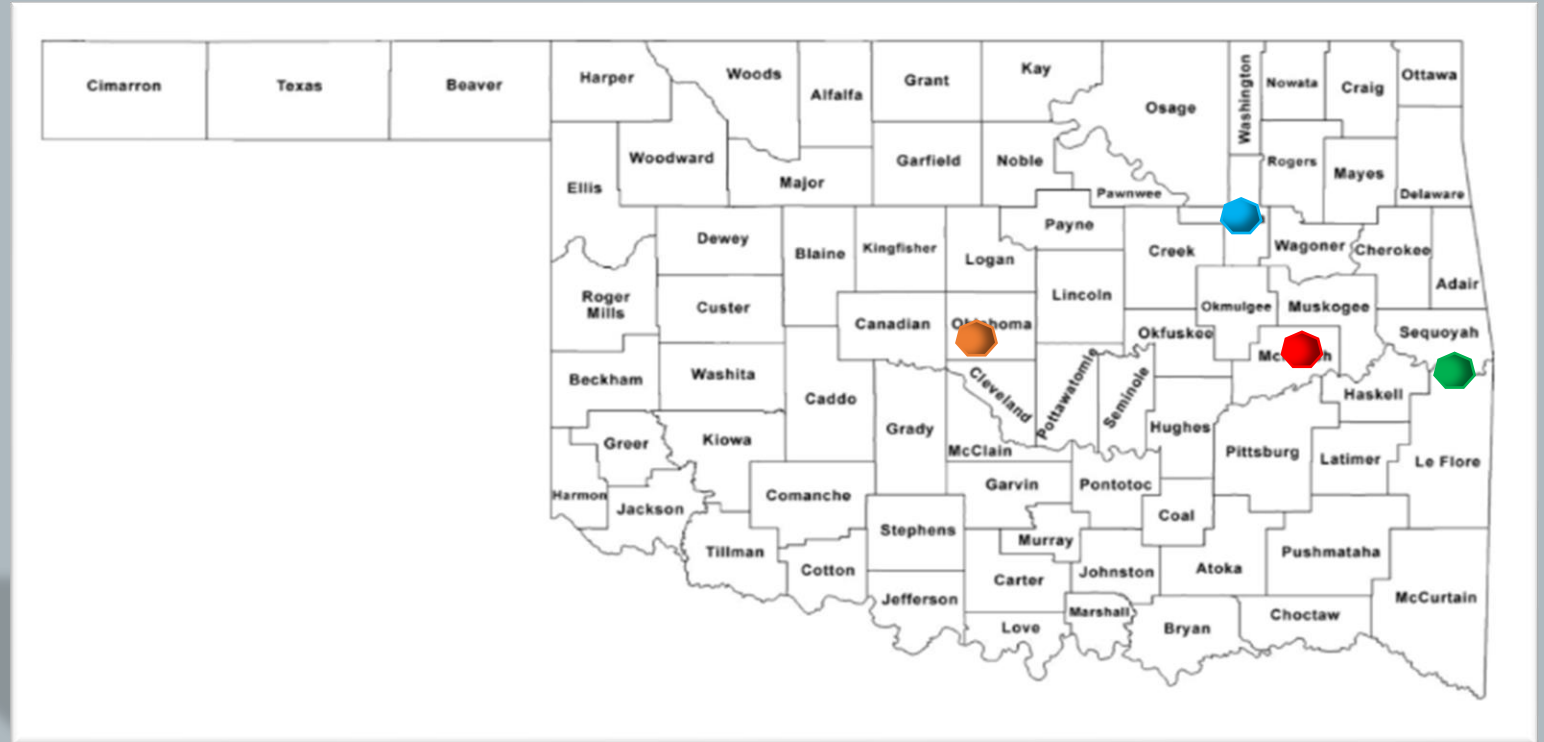 Cimarron
Texas
Beaver
Harper
Woods
Alfalfa
Grant
Kay
Osage
Washington
Nowata
Craig
Ottawa
Ellis
Woodward
Major
Garfield
Noble
Pawnwee
Rogers
Mayes
Delaware
Dewey
Blaine
Kingfisher
Logan
Payne
Creek
Wagoner
Cherokee
Adair
Roger
Mills
Custer
Canadian
Lincoln
Okmulgee
Muskogee
Okfuskee
Sequoyah
Beckham
Washita
Caddo
Grady
Cleveland
McClain
Pottawatomie
Seminole
Hughes
Haskell
Pittsburg
Latimer
Le Flore
Greer
Kiowa
Harmon
Jackson
Comanche
Garvin
Pontotoc
Coal
Tillman
Cotton
Stephens
Murray
Johnston
Atoka
Pushmataha
Jefferson
Carter
Love
Marshall
Bryan
Choctaw
McCurtain